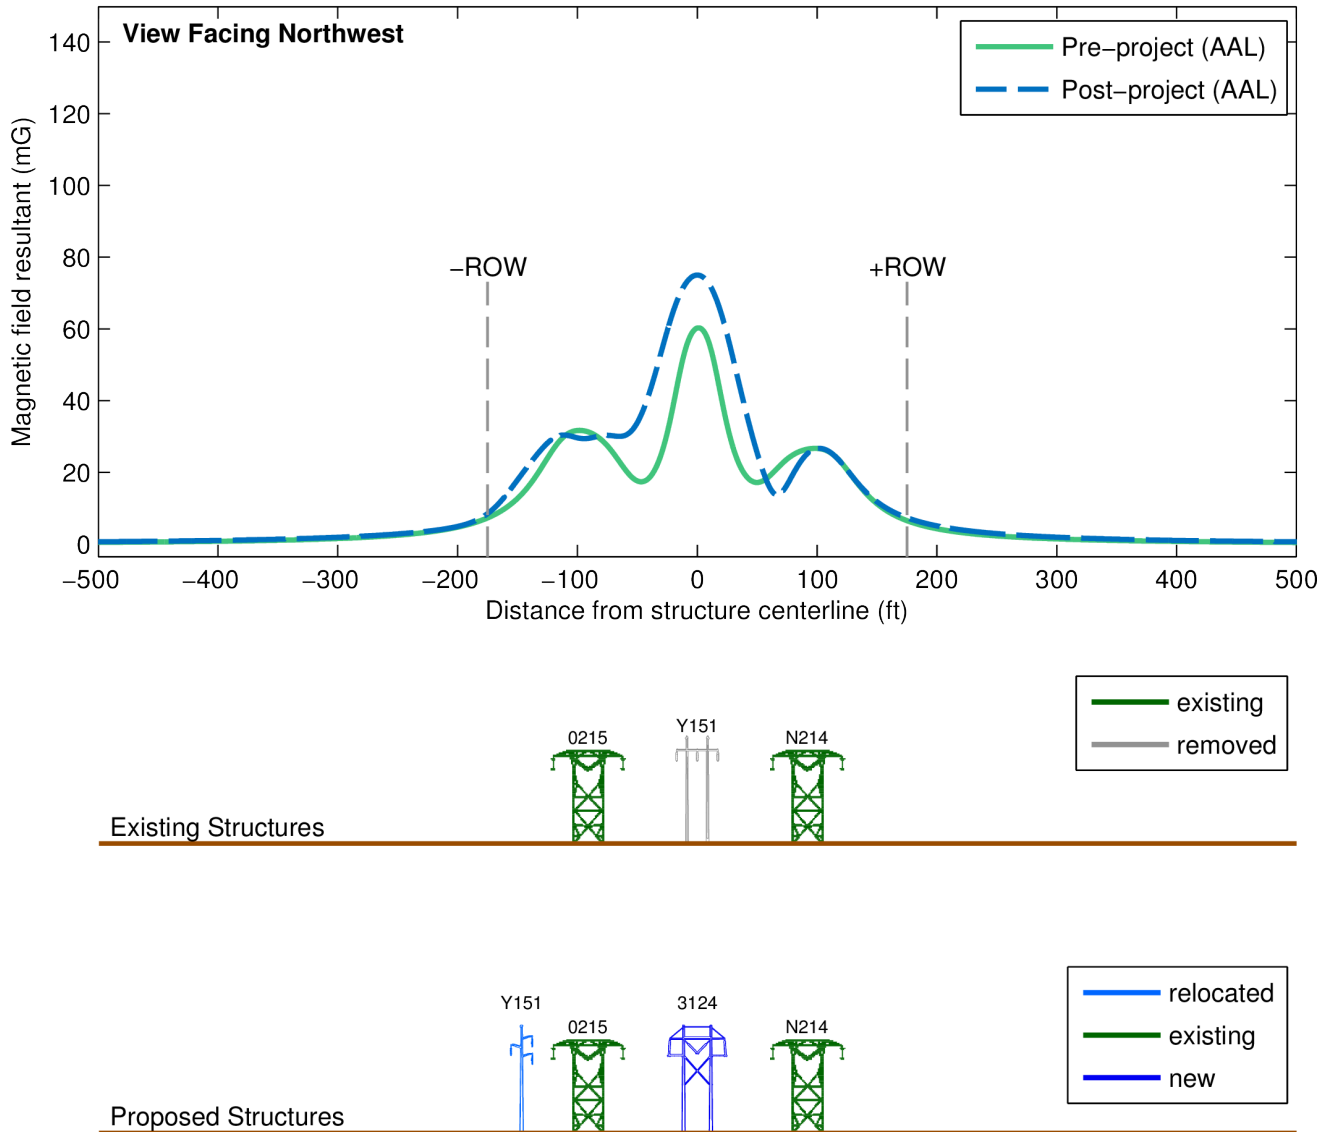 View Facing Northwest
Pre−project (AAL)
Post−project (AAL)
Magnetic field resultant (mG)
140
120
100
80
60
40
20
0
−ROW
+ROW
−500
−400
−300
−200
−100
0
100
200
300
400
500
Distance from structure centerline (ft)
existing
removed
0215
Y151
N214
Existing Structures
relocated
existing
new
Y151
0215
3124
N214
Proposed Structures